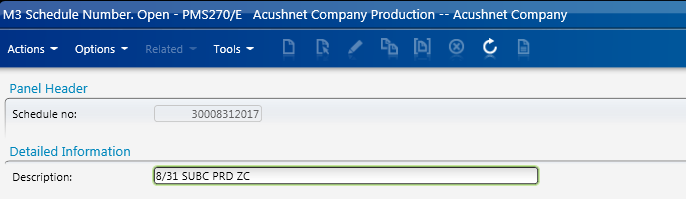 M3 Schedule Number. Open - PMS270/E Acushnet Company Production -- Acushnet Company
Actions Options Related Tools
Panel Header
Schedule no: 30008312017
Detailed Information
Description: 8/31 SUBC PRD ZC